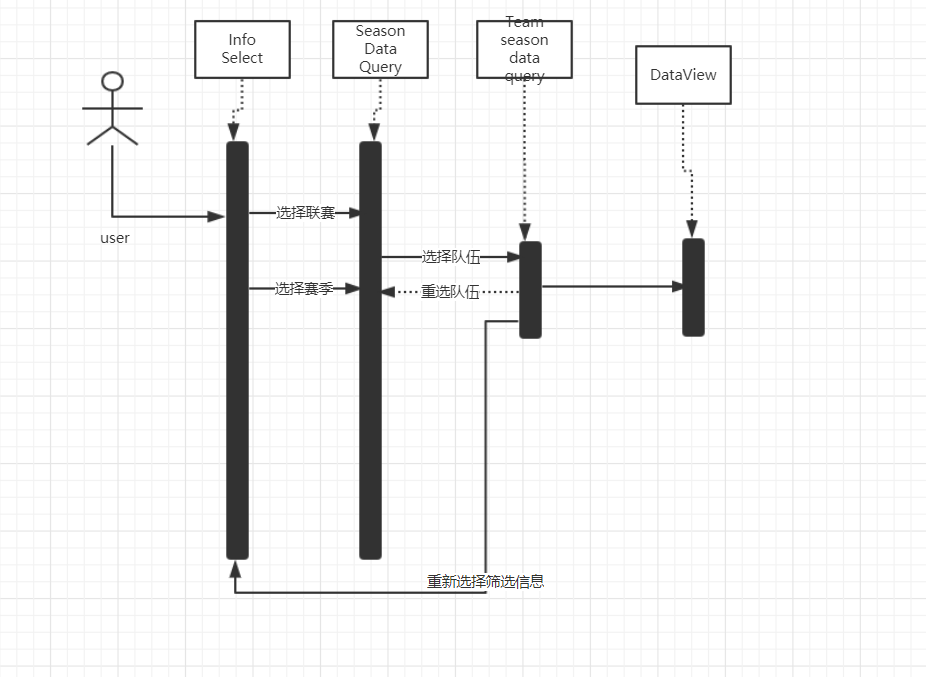 Info
Select
Season
Data
Query
Team
season
data
query
DataView
user
选择联赛
选择队伍
选择赛季
重选队伍
重新选择筛选信息